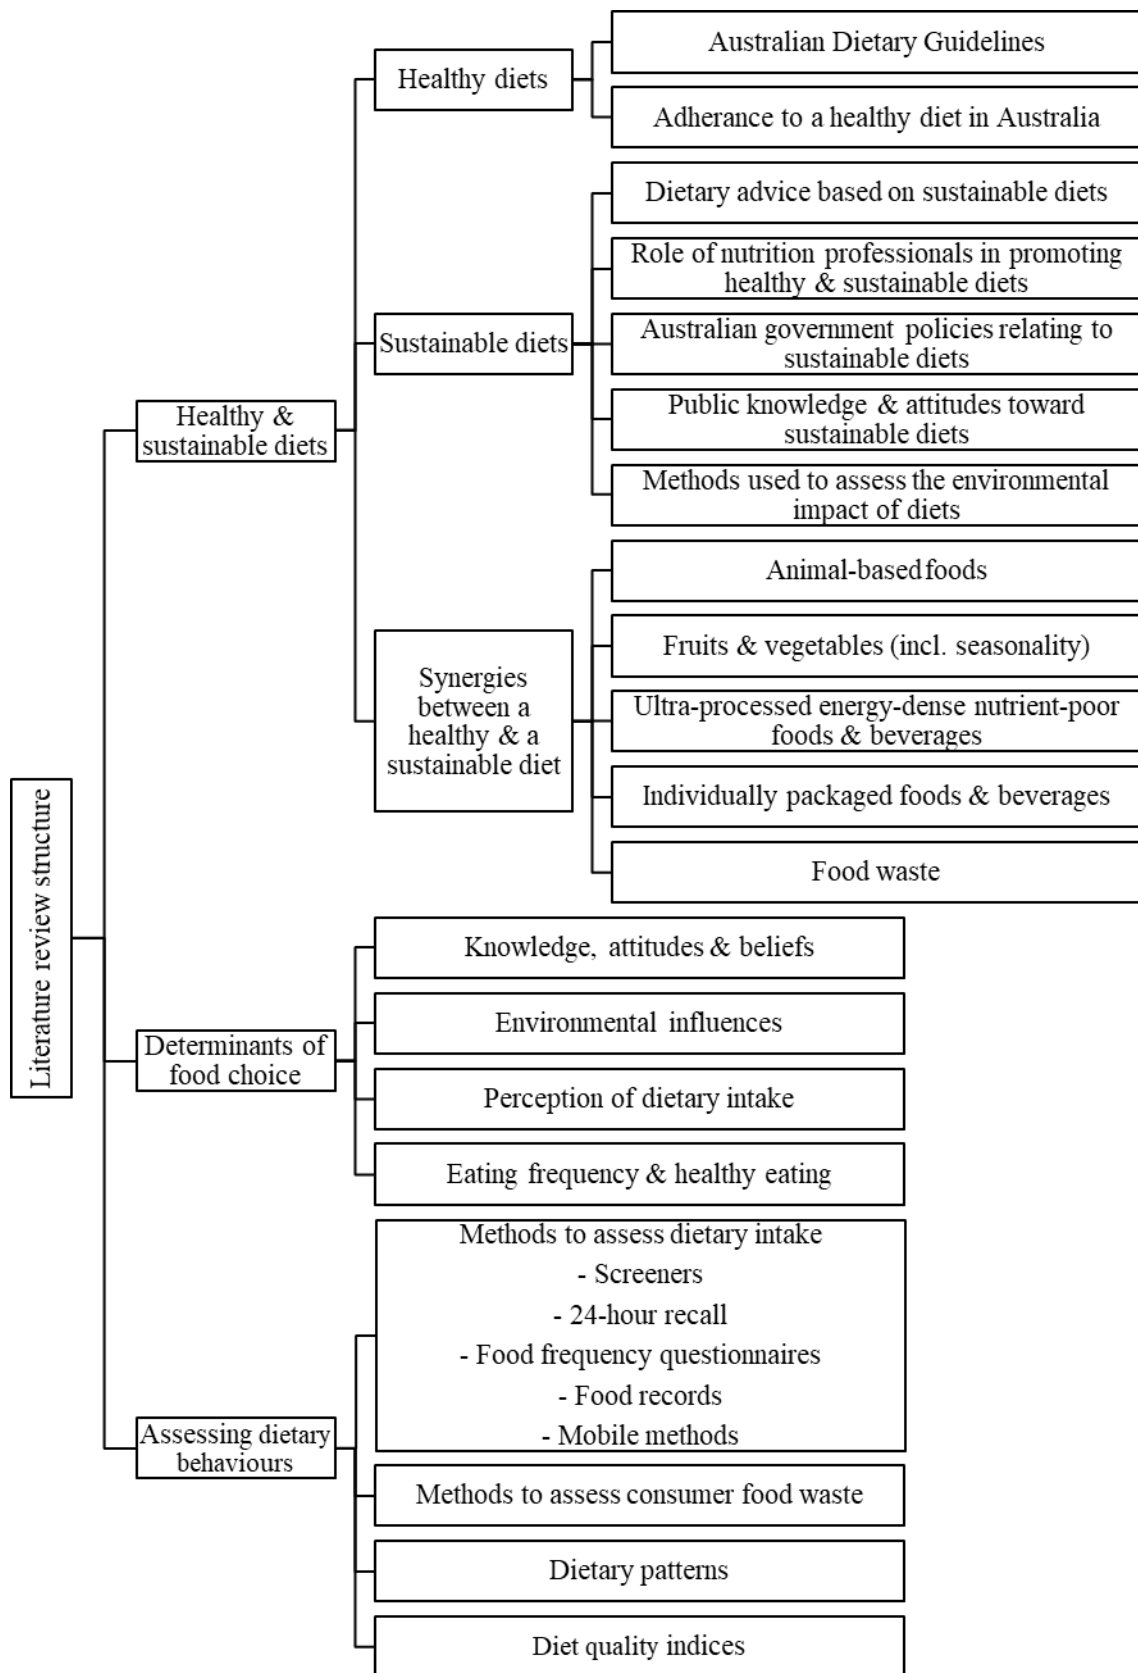 Literature review structure
Healthy &
sustainable diets
Healthy diets
Australian Dietary Guidelines
Adherance to a healthy diet in Australia
Sustainable diets
Dietary advice based on sustainable diets
Role of nutrition professionals in promoting
healthy & sustainable diets
Australian government policies relating to
sustainable diets
Public knowledge & attitudes toward
sustainable diets
Methods used to assess the environmental
impact of diets
Synergies
between a
healthy & a
sustainable diet
Animal-based foods
Fruits & vegetables (incl. seasonality)
Ultra-processed energy-dense nutrient-poor
foods & beverages
Individually packaged foods & beverages
Food waste
Determinants of
food choice
Knowledge, attitudes & beliefs
Environmental influences
Perception of dietary intake
Eating frequency & healthy eating
Assessing dietary
behaviours
Methods to assess dietary intake
- Screeners
- 24-hour recall
- Food frequency questionnaires
- Food records
- Mobile methods
Methods to assess consumer food waste
Dietary patterns
Diet quality indices